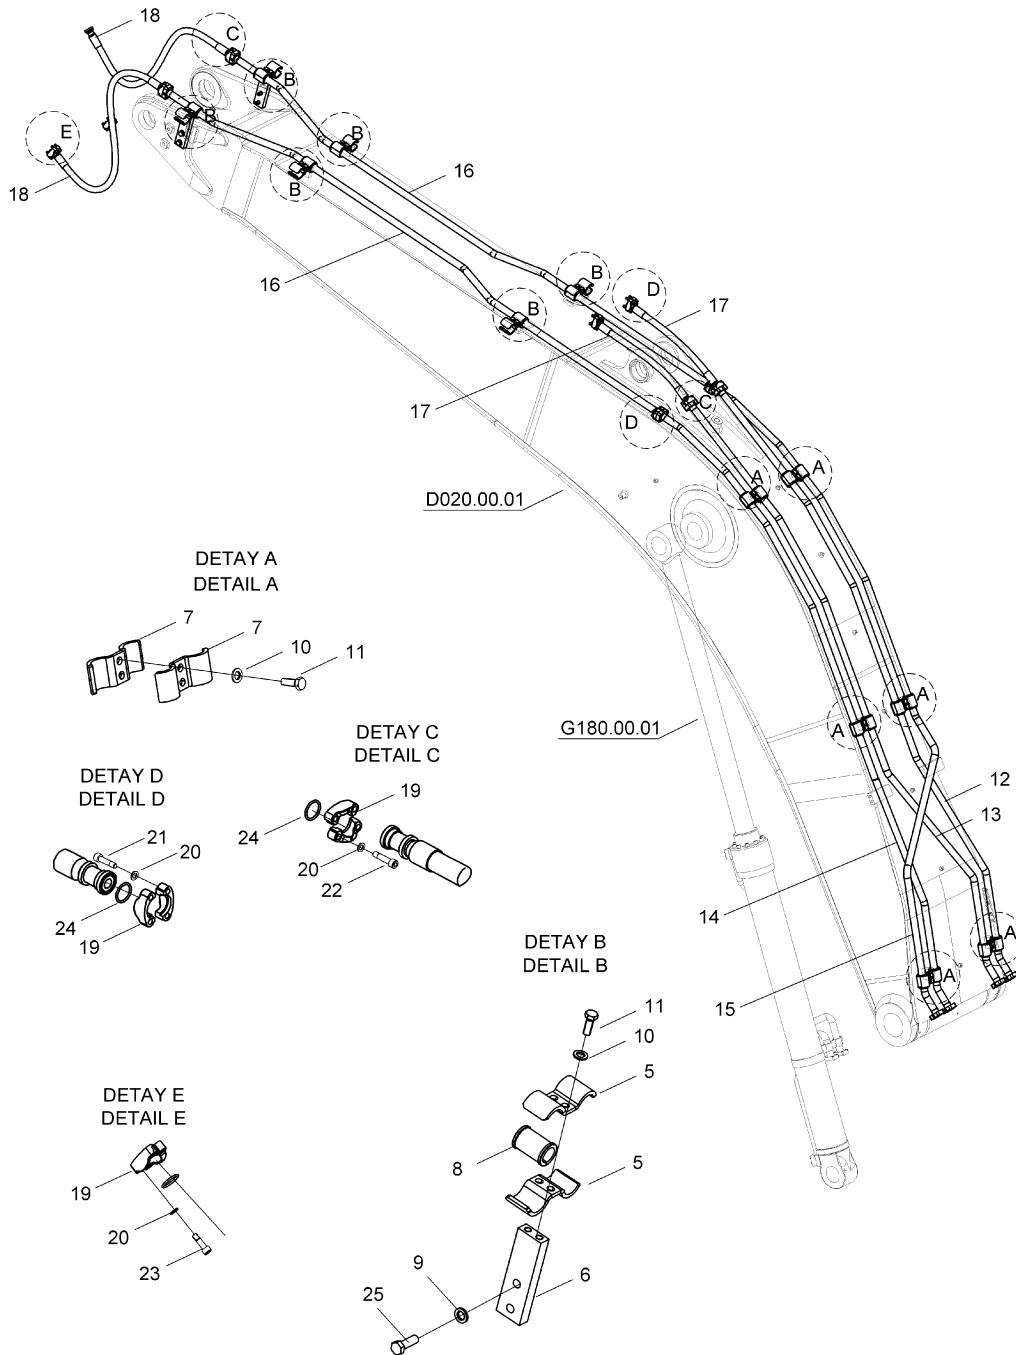 18
C
B
E
B
B
16
18
B
16
B
D
17
B
17
C
D
A
A
D020.00.01
DETAY A
DETAIL A
7
7
10
11
A
G180.00.01
A
DETAY C
DETAIL C
DETAY D
DETAIL D
12
19
13
24
21
20
20
22
14
24
19
A
DETAY B
DETAIL B
A
15
11
10
5
DETAY E
DETAIL E
8
19
5
20
9
6
23
25